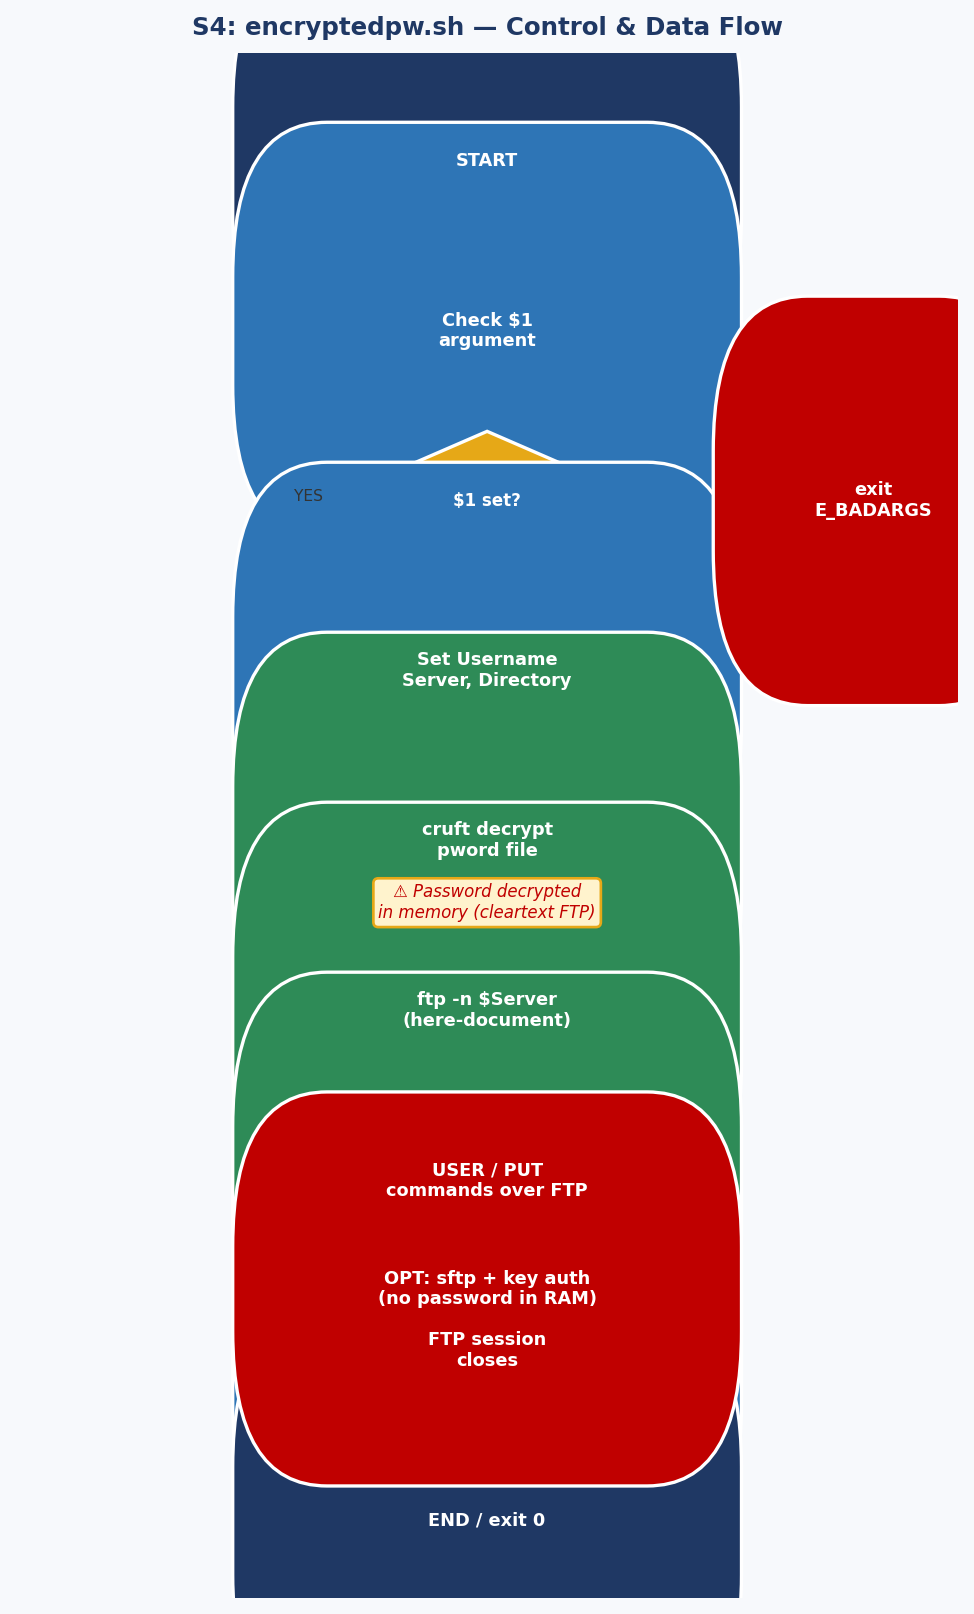 S4: encryptedpw.sh — Control & Data Flow
START
Check $1
argument
YES
$1 set?
exit
E_BADARGS
Set Username
Server, Directory
cruft decrypt
pword file
⚠ Password decrypted
in memory (cleartext FTP)
ftp -n $Server
(here-document)
USER / PUT
commands over FTP
OPT: sftp + key auth
(no password in RAM)
FTP session
closes
END / exit 0